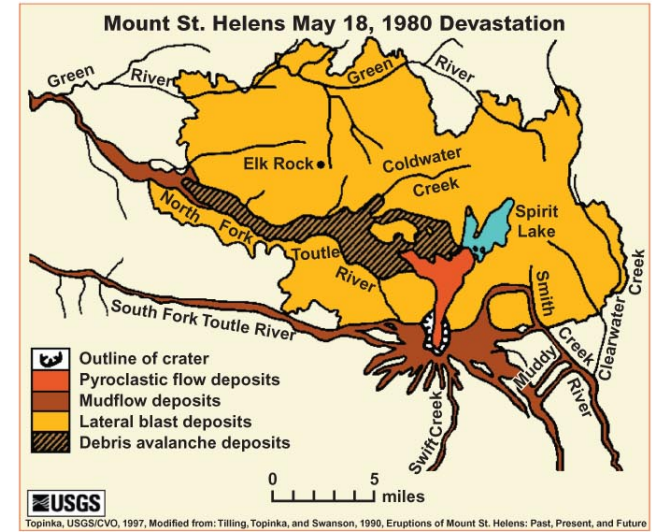 Mount St. Helens May 18, 1980 Devastation
Green
River
Green
River
Elk Rock
Coldwater
Creek
North Fork
Toutle
River
Spirit
Lake
South Fork Toutle River
Smith
Creek
Clearwater Creek
Muddy
River
Swift Creek
Outline of crater
Pyroclastic flow deposits
Mudflow deposits
Lateral blast deposits
Debris avalanche deposits
0 5
miles
USGS
Topinka, USGS/CVO, 1997, Modified from: Tilling, Topinka, and Swanson, 1990, Eruptions of Mount St. Helens: Past, Present, and Future